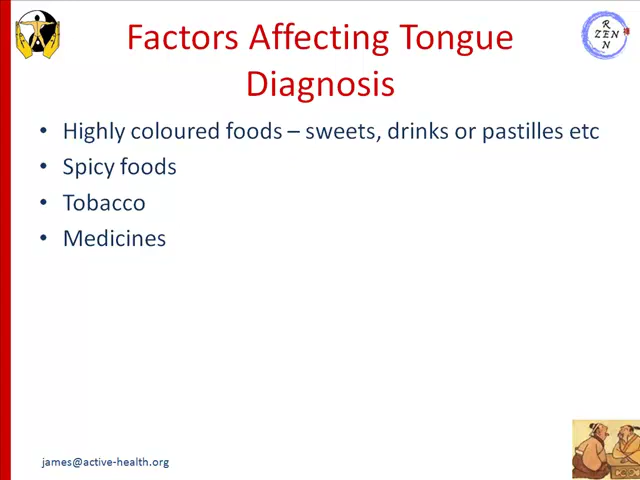 Factors Affecting Tongue
Diagnosis
• Highly coloured foods – sweets, drinks or pastilles etc
• Spicy foods
• Tobacco
• Medicines
james@active-health.org
R
ZEN
N